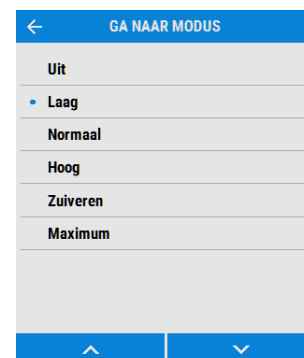 GA NAAR MODUS
Uit
Laag
Normaal
Hoog
Zuiveren
Maximum